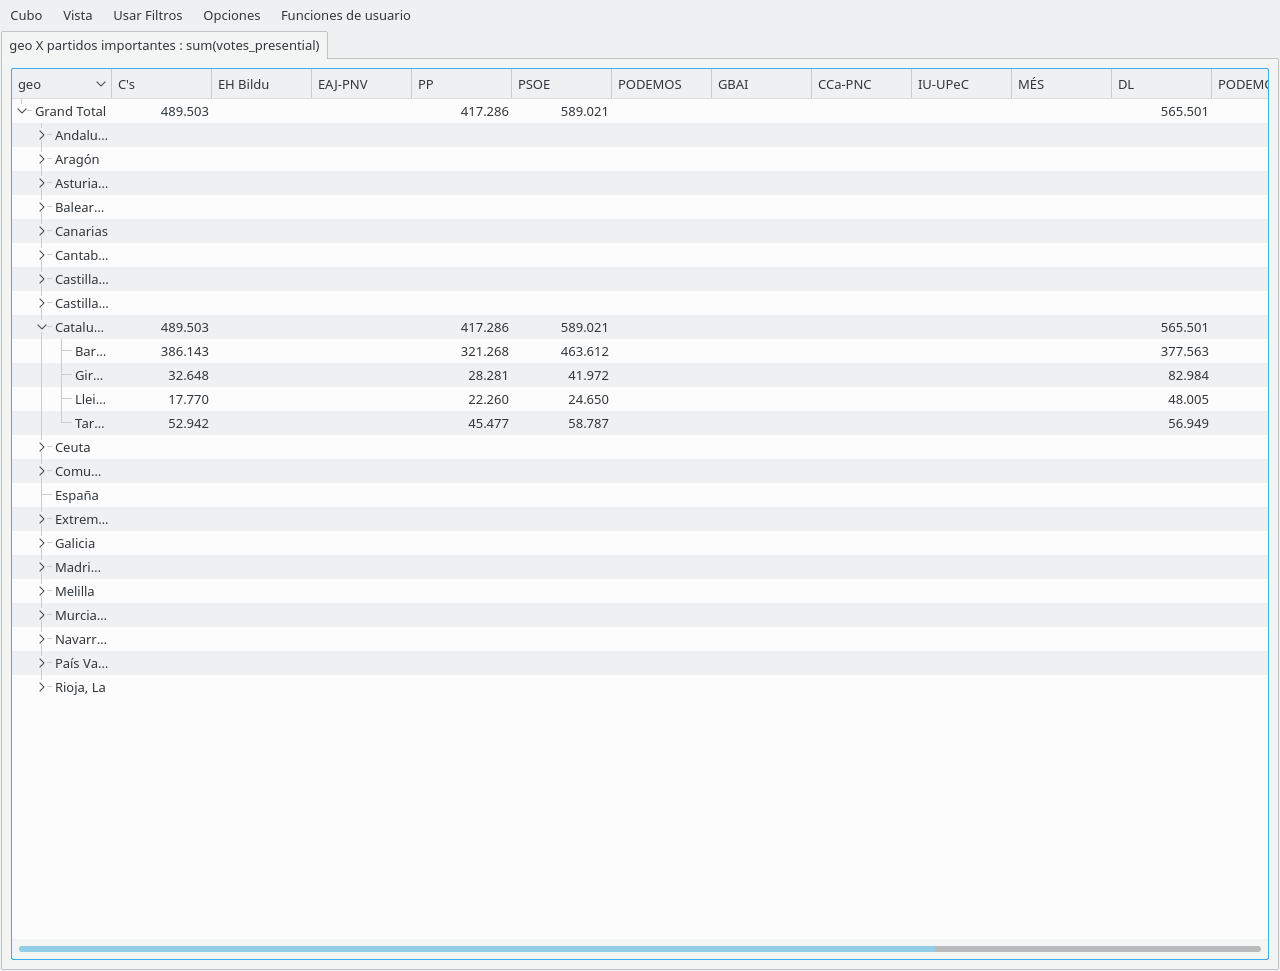 Cubo Vista Usar Filtros Opciones Funciones de usuario
geo X partidos importantes : sum(votes_presential)
geo C's EH Bildu EAJ-PNV PP PSOE PODEMOS GBAI CCa-PNC IU-UPeC MÉS DL PODEMO
Grand Total 489.503 417.286 589.021 565.501
Andalu...
Aragón
Asturia...
Balear...
Canarias
Cantab...
Castilla...
Castilla...
Catalu... 489.503 417.286 589.021 565.501
Bar... 386.143 321.268 463.612 377.563
Gir... 32.648 28.281 41.972 82.984
Llei... 17.770 22.260 24.650 48.005
Tar... 52.942 45.477 58.787 56.949
Ceuta
Comu...
España
Extrem...
Galicia
Madri...
Melilla
Murcia...
Navarr...
País Va...
Rioja, La